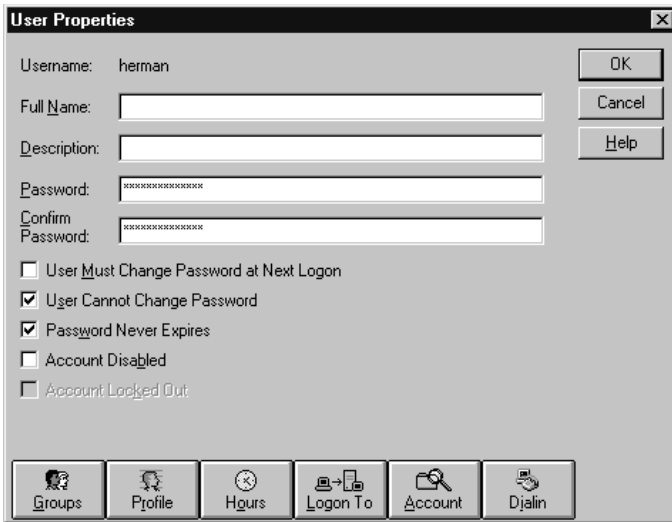 User Properties
Username: herman
OK
Full Name:
Cancel
Description:
Help
Password: **************
Confirm
Password: **************
User Must Change Password at Next Logon
User Cannot Change Password
Password Never Expires
Account Disabled
Account Locked Out
Groups Profile Hours Logon To Account Dialin